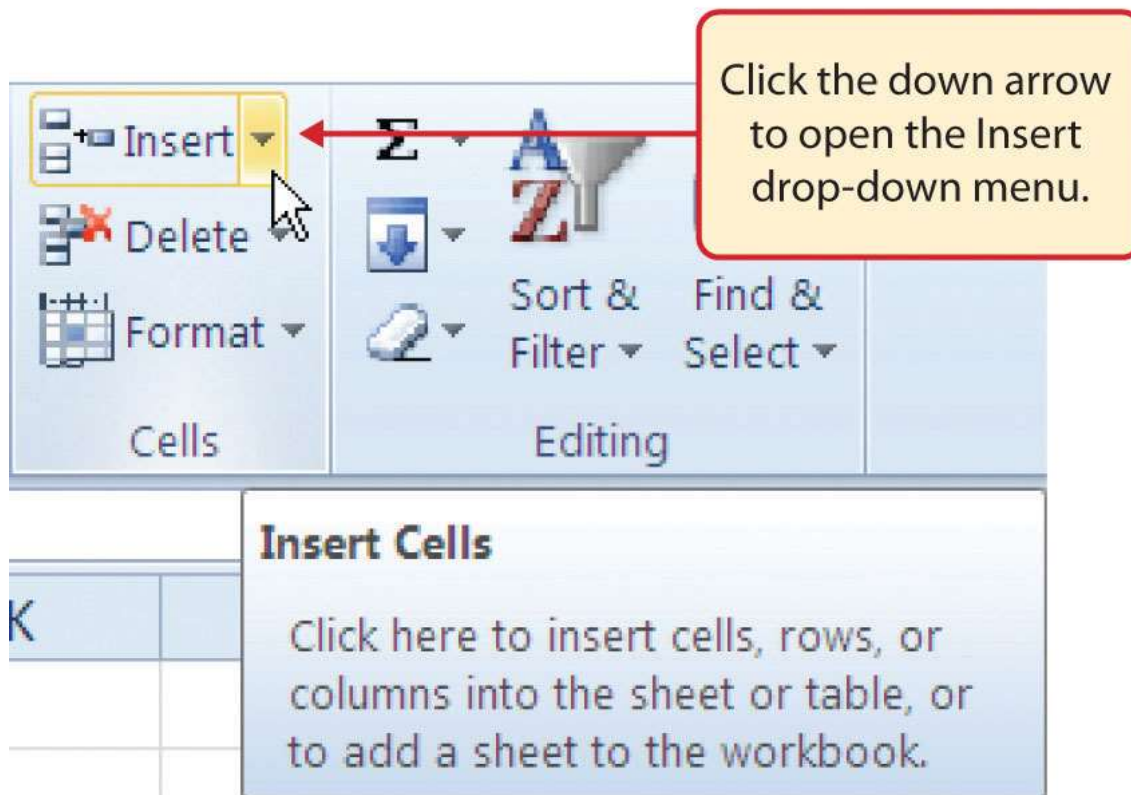 Click the down arrow
to open the Insert
drop-down menu.
Insert
Delete
Format
Cells
Σ
A
Z
Sort &
Filter
Find &
Select
Editing
Insert Cells
Click here to insert cells, rows, or
columns into the sheet or table, or
to add a sheet to the workbook.
K